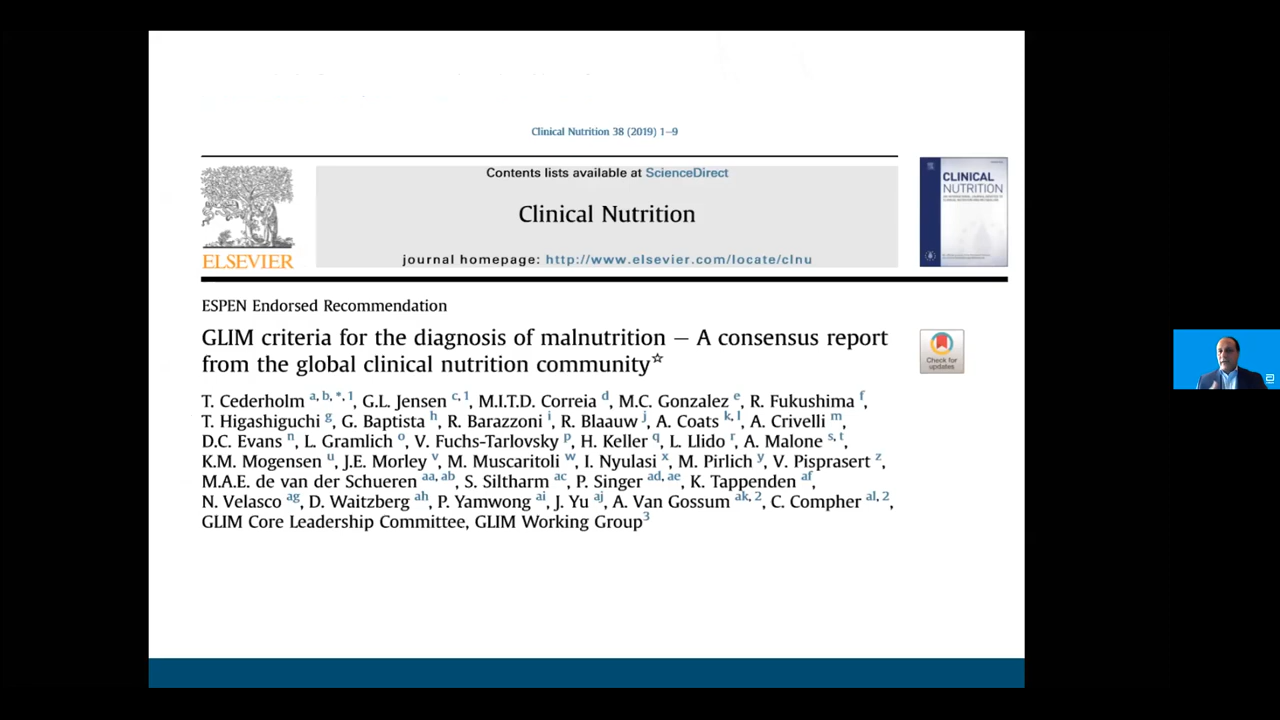 Clinical Nutrition 38 (2019) 1–9
Contents lists available at ScienceDirect
Clinical Nutrition
journal homepage: http://www.elsevier.com/locate/clnu
ELSEVIER
CLINICAL
NUTRITION
ESPEN Endorsed Recommendation
GLIM criteria for the diagnosis of malnutrition – A consensus report
from the global clinical nutrition community☆
Check for
updates
T. Cederholm a, b, *, 1, G.L. Jensen c, 1, M.I.T.D. Correia d, M.C. Gonzalez e, R. Fukushima f,
T. Higashiguchi g, G. Baptista h, R. Barazzoni i, R. Blaauw j, A. Coats k, l, A. Crivelli m,
D.C. Evans n, L. Gramlich o, V. Fuchs-Tarlovsky p, H. Keller q, L. Llido r, A. Malone s, t,
K.M. Mogensen u, J.E. Morley v, M. Muscaritoli w, I. Nyulasi x, M. Pirlich y, V. Pisprasert z,
M.A.E. de van der Schueren aa, ab, S. Siltharm ac, P. Singer ad, ae, K. Tappenden af,
N. Velasco ag, D. Waitzberg ah, P. Yamwong ai, J. Yu aj, A. Van Gossum ak, 2, C. Compher al, 2,
GLIM Core Leadership Committee, GLIM Working Group3